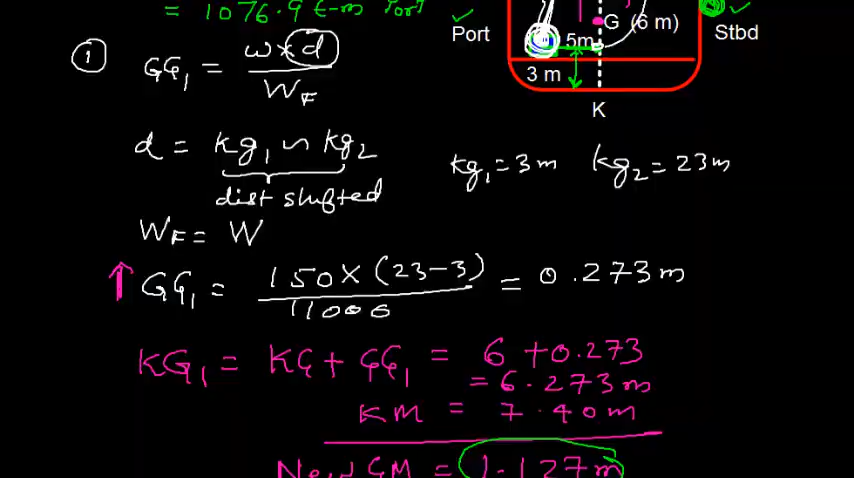 = 1076.9 t-m Port
Port
G (6 m)
Stbd
5m
3 m
K
① GG₁ = w×d / W_F
d = kg₁ ~ kg₂
dist shifted
kg₁ = 3m kg₂ = 23m
W_F = W
↑ GG₁ = 150 × (23-3) / 11000 = 0.273m
KG₁ = KG + GG₁ = 6 + 0.273
= 6.273m
KM = 7.40m
New GM = 1.127m